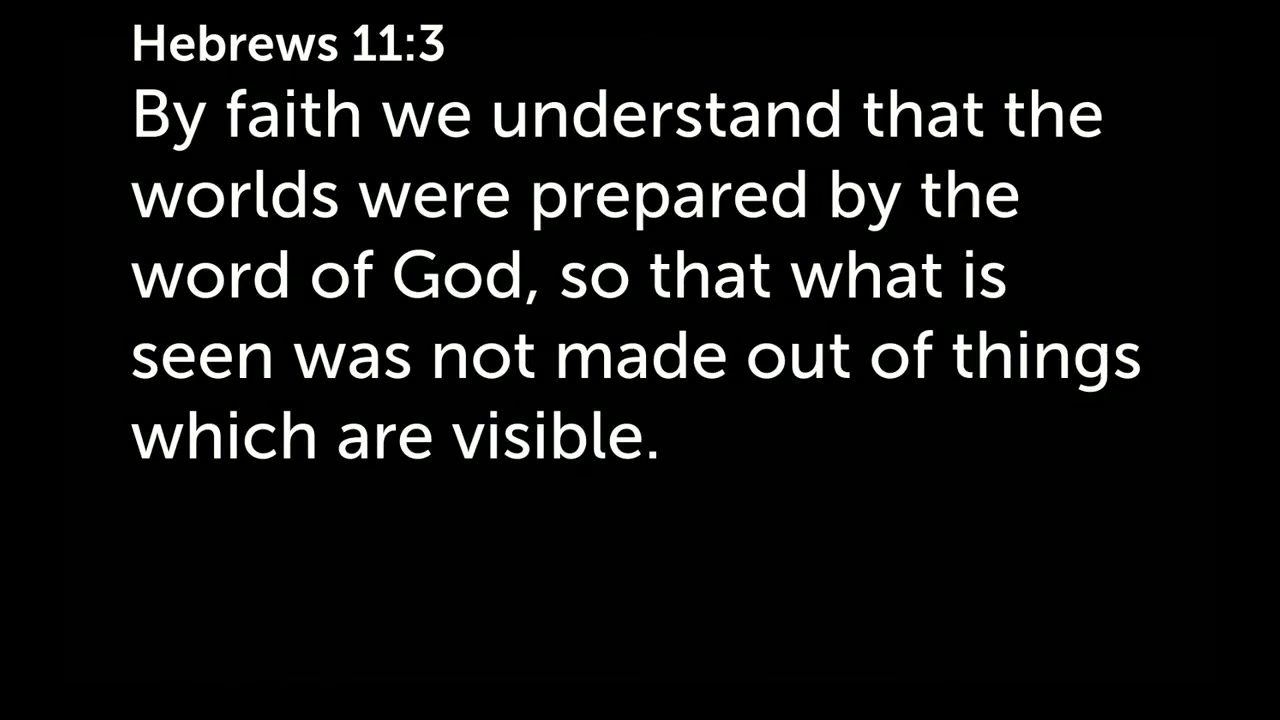 Hebrews 11:3
By faith we understand that the
worlds were prepared by the
word of God, so that what is
seen was not made out of things
which are visible.